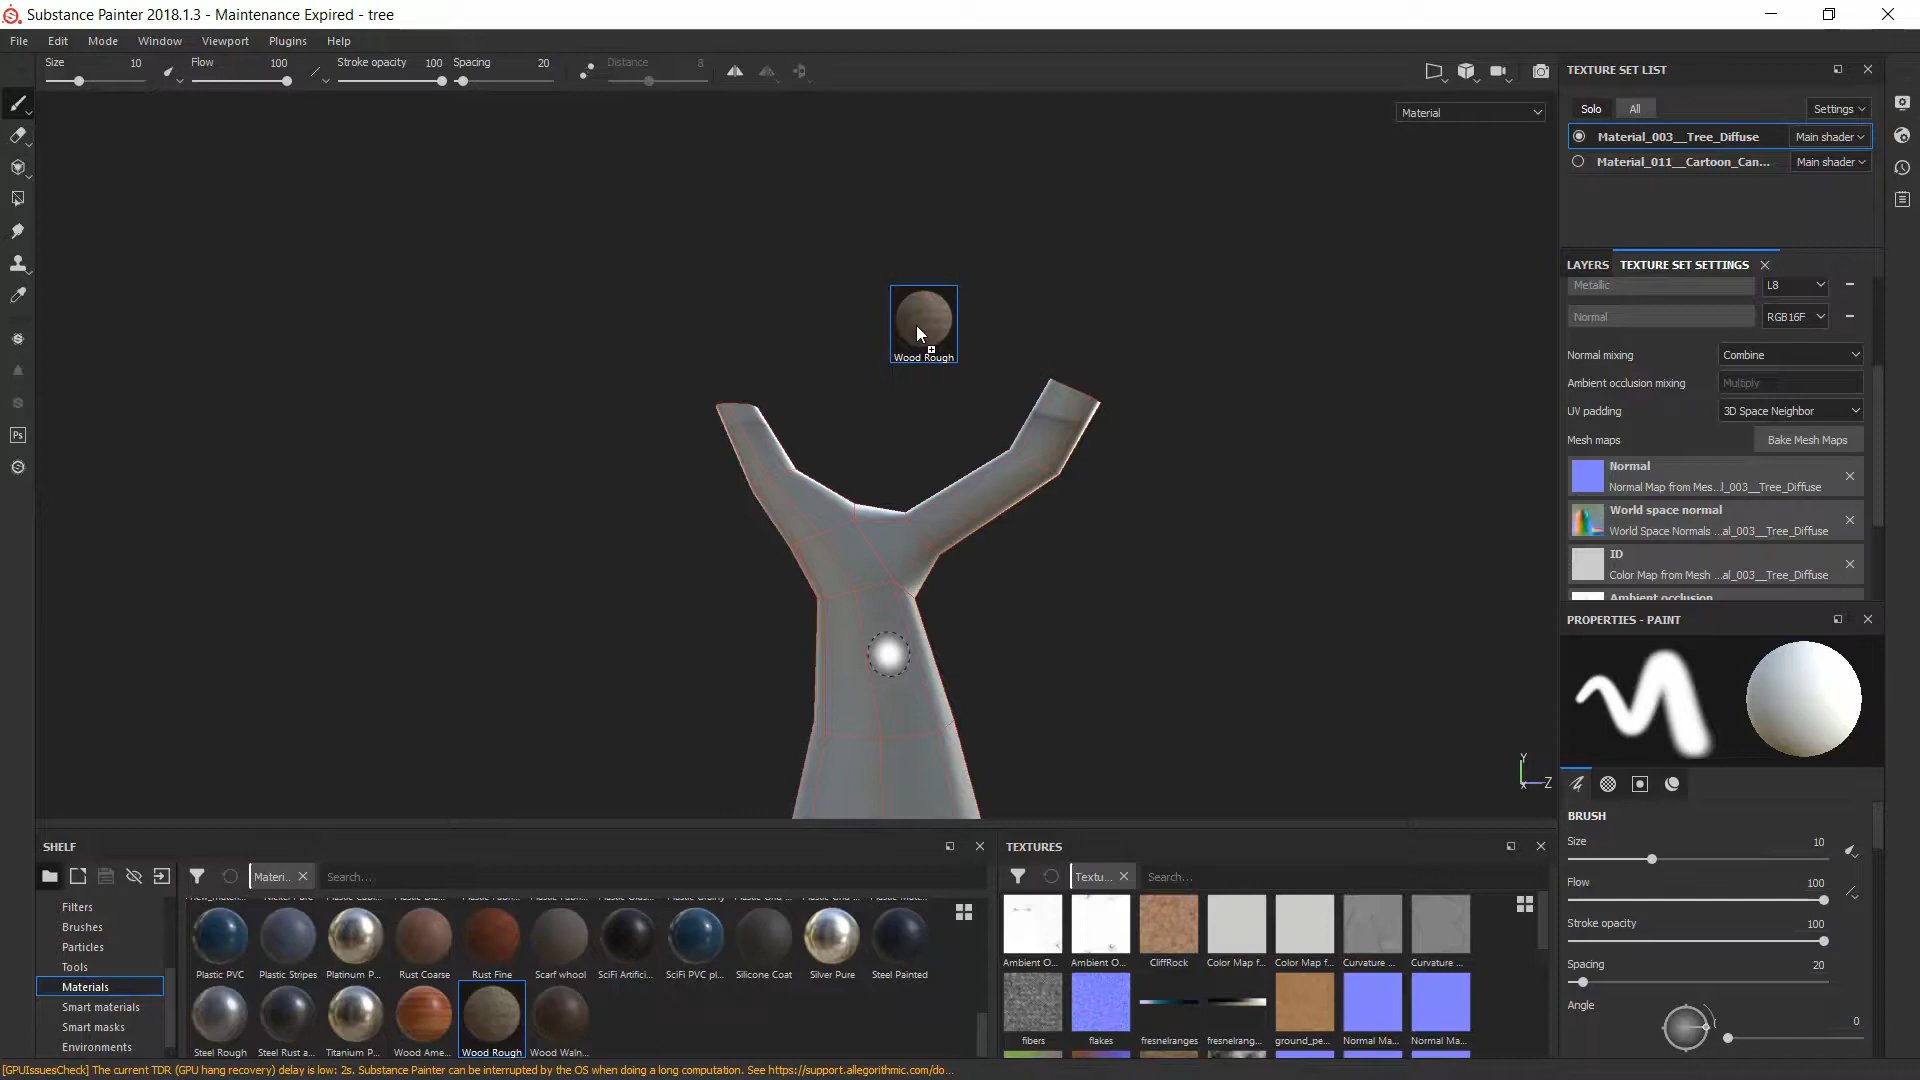 Substance Painter 2018.1.3 - Maintenance Expired - tree
File Edit Mode Window Viewport Plugins Help
Size 10 Flow 100 Stroke opacity 100 Spacing 20 Distance 8
Material
Wood Rough
Y
Z
X
TEXTURE SET LIST
Solo All Settings
Material_003__Tree_Diffuse Main shader
Material_011__Cartoon_Can... Main shader
LAYERS TEXTURE SET SETTINGS
Metallic L8
Normal RGB16F
Normal mixing Combine
Ambient occlusion mixing Multiply
UV padding 3D Space Neighbor
Mesh maps Bake Mesh Maps
Normal
Normal Map from Mes...l_003__Tree_Diffuse
World space normal
World Space Normals ...al_003__Tree_Diffuse
ID
Color Map from Mesh ...al_003__Tree_Diffuse
Ambient occlusion
PROPERTIES - PAINT
BRUSH
Size 10
Flow 100
Stroke opacity 100
Spacing 20
Angle 0
Ps
SHELF
Materi... Search...
Filters
Brushes
Particles
Tools
Materials
Smart materials
Smart masks
Environments
Plastic PVC Plastic Stripes Platinum P... Rust Coarse Rust Fine Scarf whool SciFi Artifici... SciFi PVC pl... Silicone Coat Silver Pure Steel Painted
Steel Rough Steel Rust a... Titanium P... Wood Ame... Wood Rough Wood Waln...
TEXTURES
Textu... Search...
Ambient O... Ambient O... CliffRock Color Map f... Color Map f... Curvature ... Curvature ...
fibers flakes fresnelranges fresnelrang... ground_pe... Normal Ma... Normal Ma...
[GPUIssuesCheck] The current TDR (GPU hang recovery) delay is low: 2s. Substance Painter can be interrupted by the OS when doing a long computation. See https://support.allegorithmic.com/do...